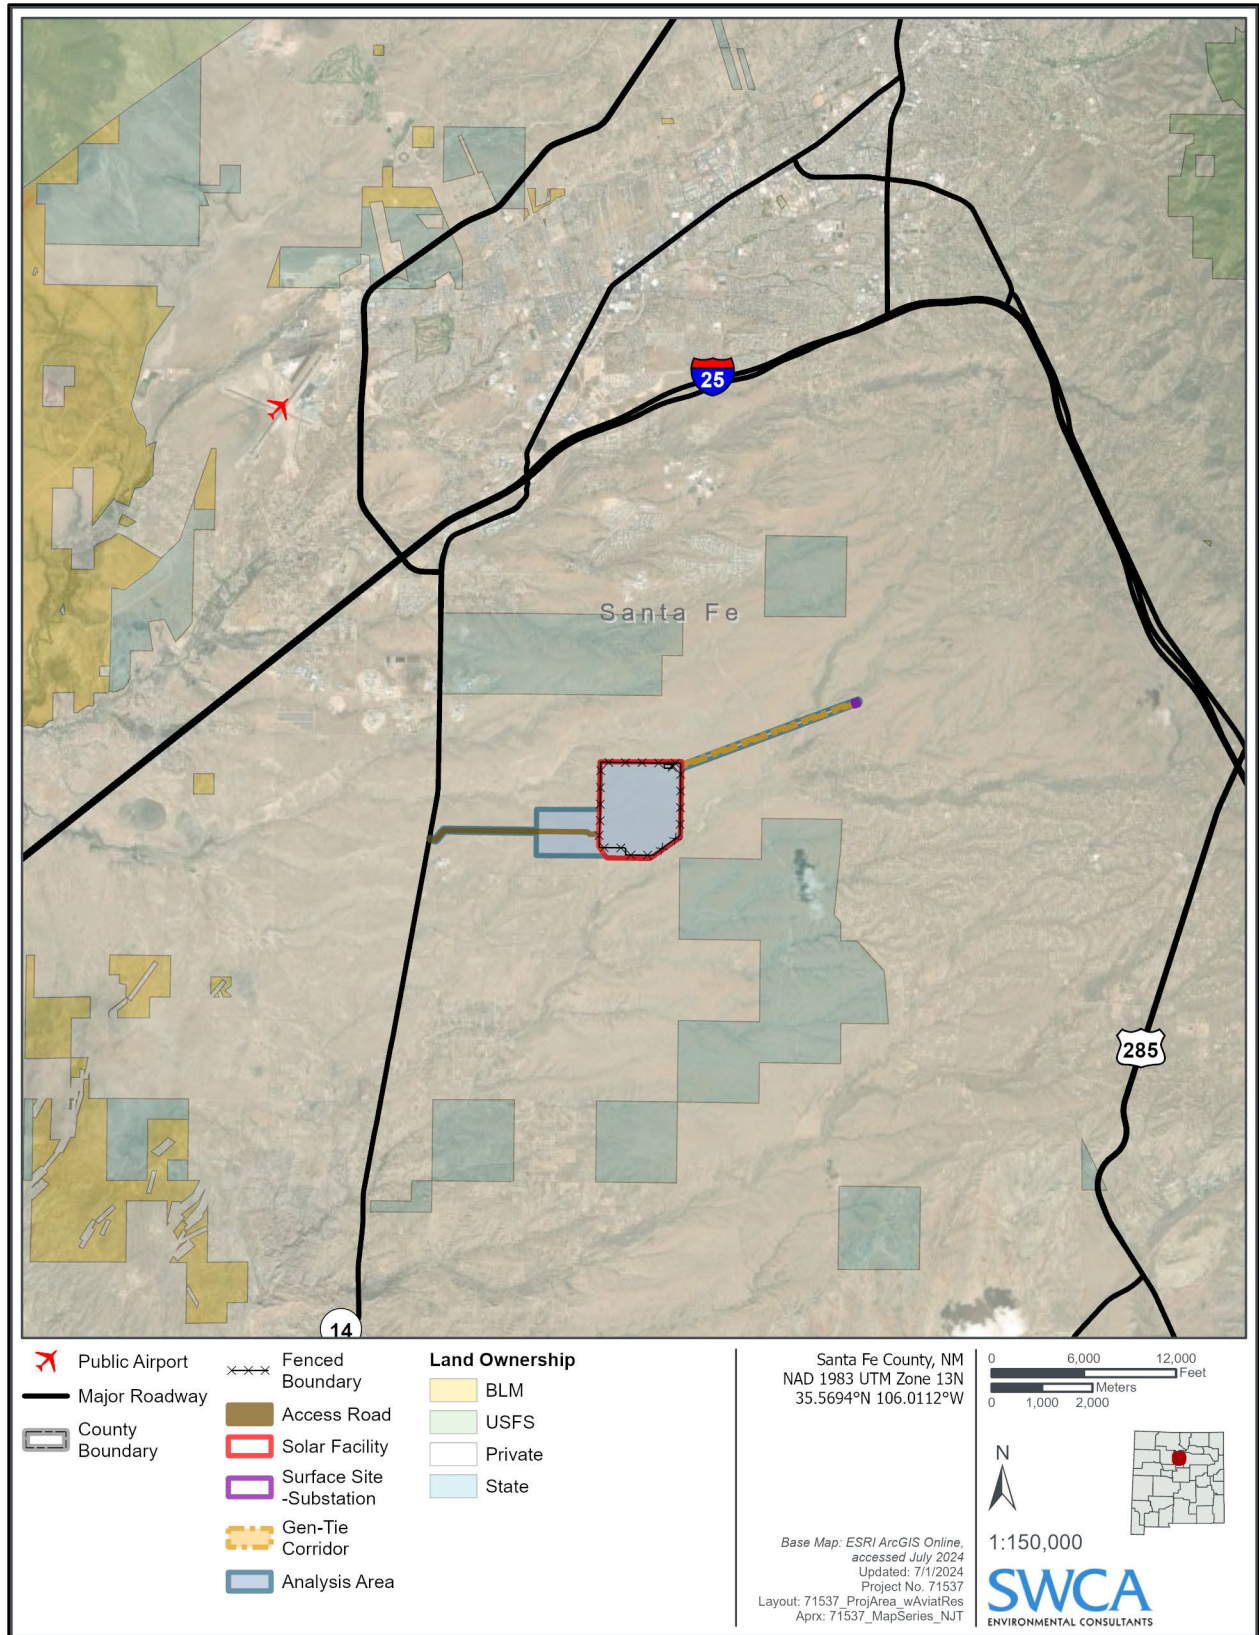 25
Santa Fe
285
14
Public Airport
Major Roadway
County
Boundary
Fenced
Boundary
Access Road
Solar Facility
Surface Site
-Substation
Gen-Tie
Corridor
Analysis Area
Land Ownership
BLM
USFS
Private
State
Santa Fe County, NM
NAD 1983 UTM Zone 13N
35.5694°N 106.0112°W
Base Map: ESRI ArcGIS Online,
accessed July 2024
Updated: 7/1/2024
Project No. 71537
Layout: 71537_ProjArea_wAviatRes
Aprx: 71537_MapSeries_NJT
0 6,000 12,000
Feet
Meters
0 1,000 2,000
N
1:150,000
SWCA
ENVIRONMENTAL CONSULTANTS